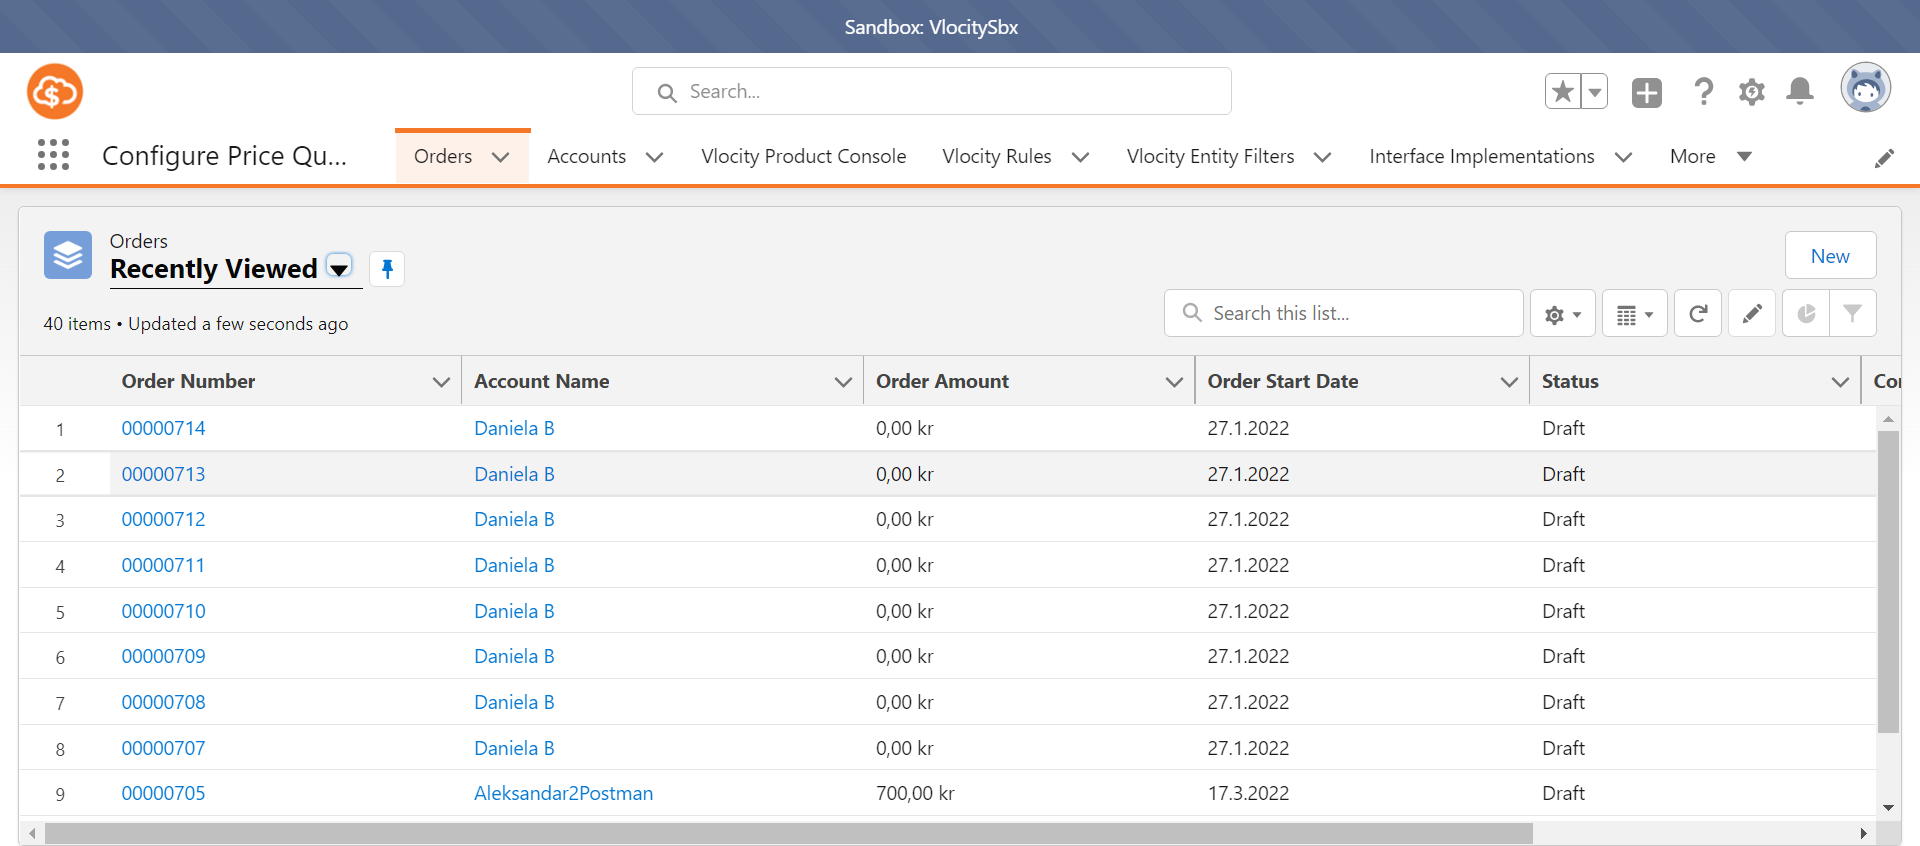 Sandbox: VlocitySbx
Search...
Configure Price Qu... Orders Accounts Vlocity Product Console Vlocity Rules Vlocity Entity Filters Interface Implementations More
Orders
Recently Viewed
New
40 items • Updated a few seconds ago
Search this list...
Order Number Account Name Order Amount Order Start Date Status Co
1 00000714 Daniela B 0,00 kr 27.1.2022 Draft
2 00000713 Daniela B 0,00 kr 27.1.2022 Draft
3 00000712 Daniela B 0,00 kr 27.1.2022 Draft
4 00000711 Daniela B 0,00 kr 27.1.2022 Draft
5 00000710 Daniela B 0,00 kr 27.1.2022 Draft
6 00000709 Daniela B 0,00 kr 27.1.2022 Draft
7 00000708 Daniela B 0,00 kr 27.1.2022 Draft
8 00000707 Daniela B 0,00 kr 27.1.2022 Draft
9 00000705 Aleksandar2Postman 700,00 kr 17.3.2022 Draft